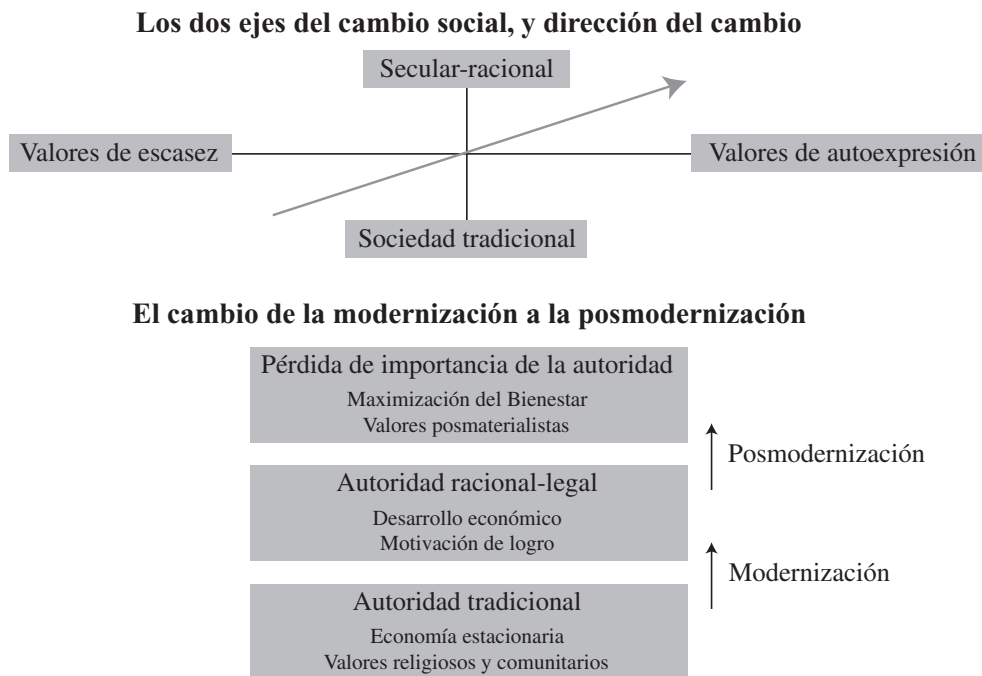 Los dos ejes del cambio social, y dirección del cambio
Secular-racional
Valores de escasez
Valores de autoexpresión
Sociedad tradicional
El cambio de la modernización a la posmodernización
Pérdida de importancia de la autoridad
Maximización del Bienestar
Valores posmaterialistas
Posmodernización
Autoridad racional-legal
Desarrollo económico
Motivación de logro
Modernización
Autoridad tradicional
Economía estacionaria
Valores religiosos y comunitarios